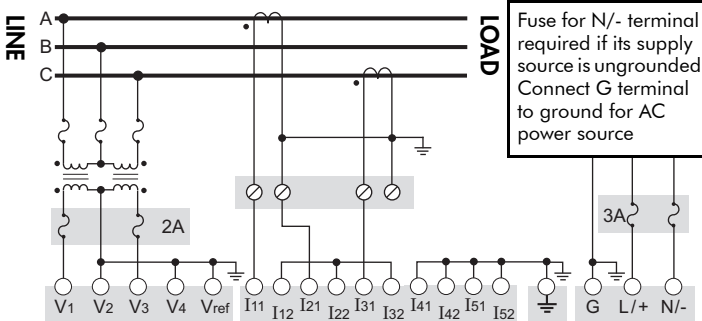 LINE
A
B
C
LOAD
Fuse for N/- terminal
required if its supply
source is ungrounded
Connect G terminal
to ground for AC
power source
2A
3A
V1 V2 V3 V4 Vref I11 I12 I21 I22 I31 I32 I41 I42 I51 I52 G L/+ N/-